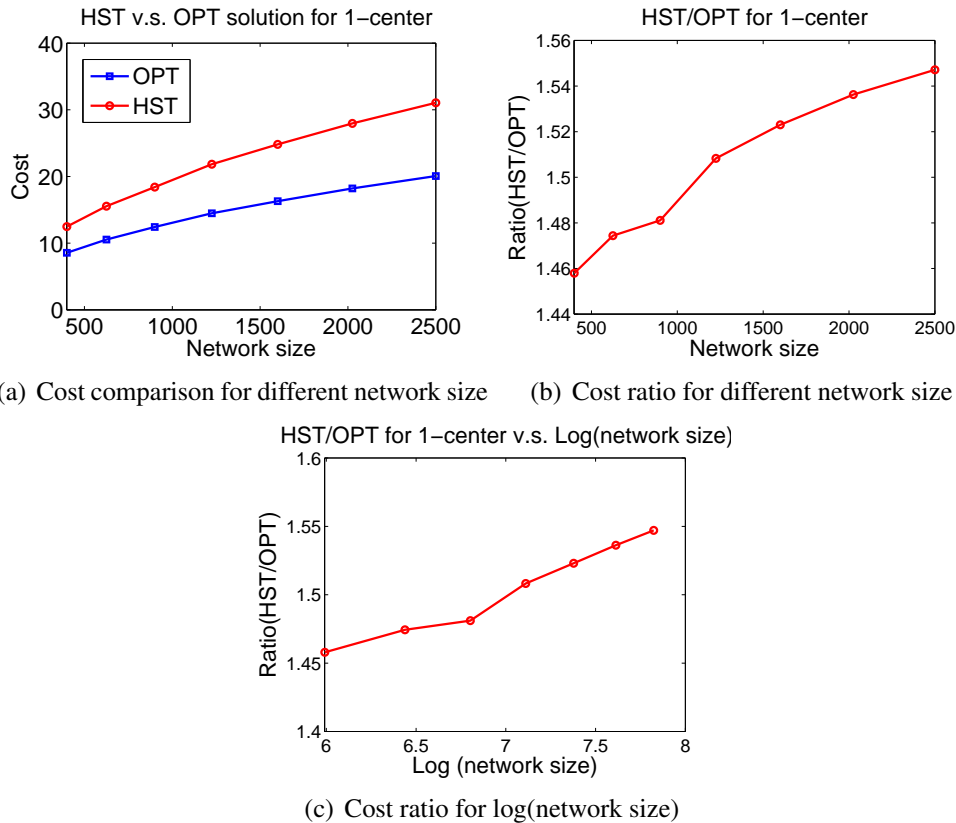 HST v.s. OPT solution for 1−center
40
30
20
10
0
Cost
OPT
HST
500 1000 1500 2000 2500
Network size
(a) Cost comparison for different network size
HST/OPT for 1−center
1.56
1.54
1.52
1.5
1.48
1.46
1.44
Ratio(HST/OPT)
500 1000 1500 2000 2500
Network size
(b) Cost ratio for different network size
HST/OPT for 1−center v.s. Log(network size)
1.6
1.55
1.5
1.45
1.4
Ratio(HST/OPT)
6 6.5 7 7.5 8
Log (network size)
(c) Cost ratio for log(network size)